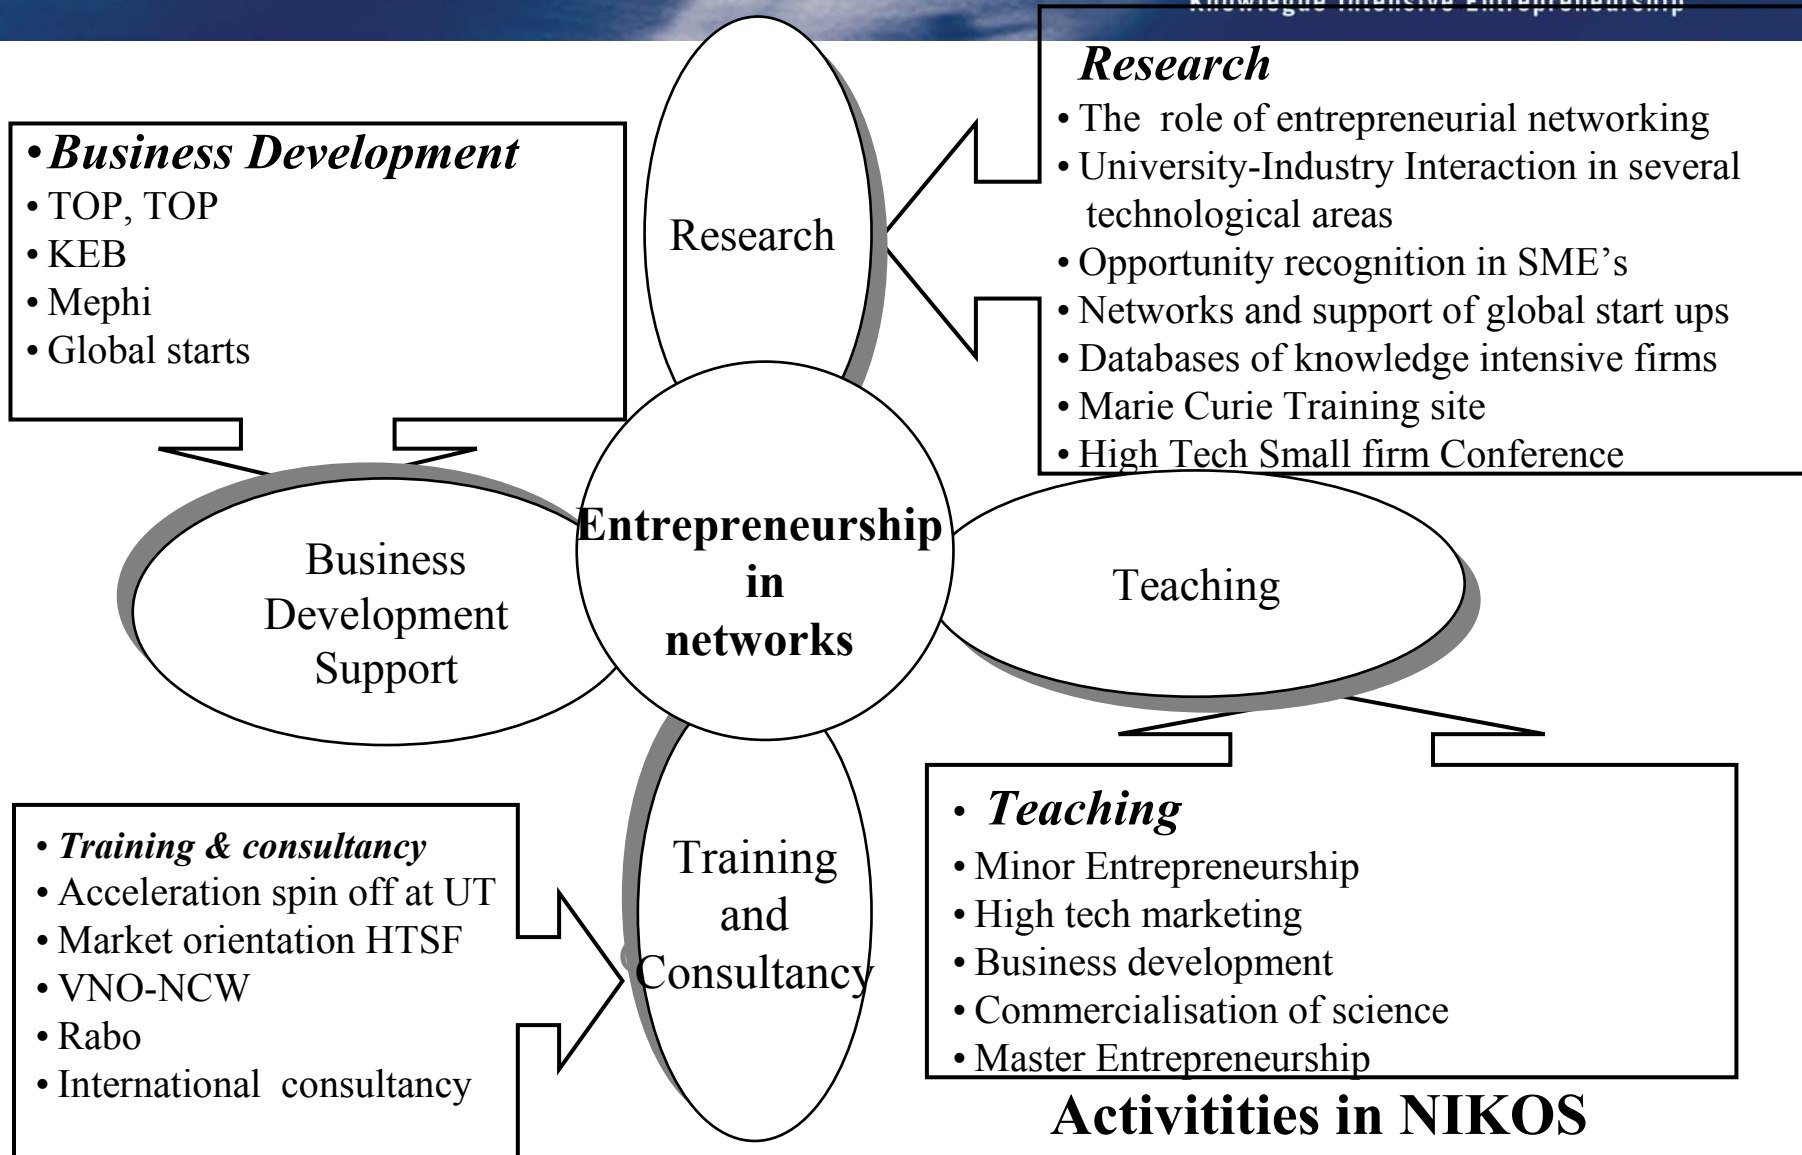 Knowlegde Intensive Entrepreneurship
Research
• The role of entrepreneurial networking
• University-Industry Interaction in several
technological areas
• Opportunity recognition in SME’s
• Networks and support of global start ups
• Databases of knowledge intensive firms
• Marie Curie Training site
• High Tech Small firm Conference
• Business Development
• TOP, TOP
• KEB
• Mephi
• Global starts
Research
Business
Development
Support
Entrepreneurship
in
networks
Teaching
Training
and
Consultancy
• Training & consultancy
• Acceleration spin off at UT
• Market orientation HTSF
• VNO-NCW
• Rabo
• International consultancy
• Teaching
• Minor Entrepreneurship
• High tech marketing
• Business development
• Commercialisation of science
• Master Entrepreneurship
Activitities in NIKOS